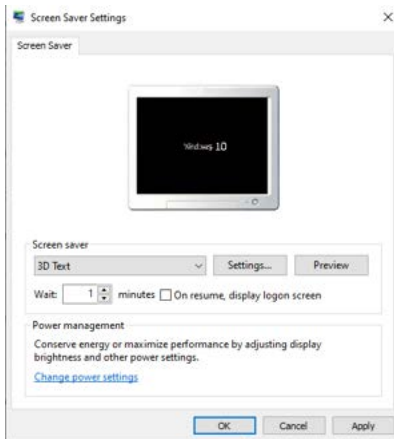 Screen Saver Settings
Screen Saver
Windows 10
Screen saver
3D Text
Settings...
Preview
Wait: 1 minutes
On resume, display logon screen
Power management
Conserve energy or maximize performance by adjusting display
brightness and other power settings.
Change power settings
OK
Cancel
Apply